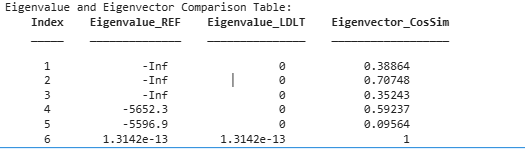 Eigenvalue and Eigenvector Comparison Table:
Index Eigenvalue_REF Eigenvalue_LDLT Eigenvector_CosSim
1 -Inf 0 0.38864
2 -Inf 0 0.70748
3 -Inf 0 0.35243
4 -5652.3 0 0.59237
5 -5596.9 0 0.09564
6 1.3142e-13 1.3142e-13 1